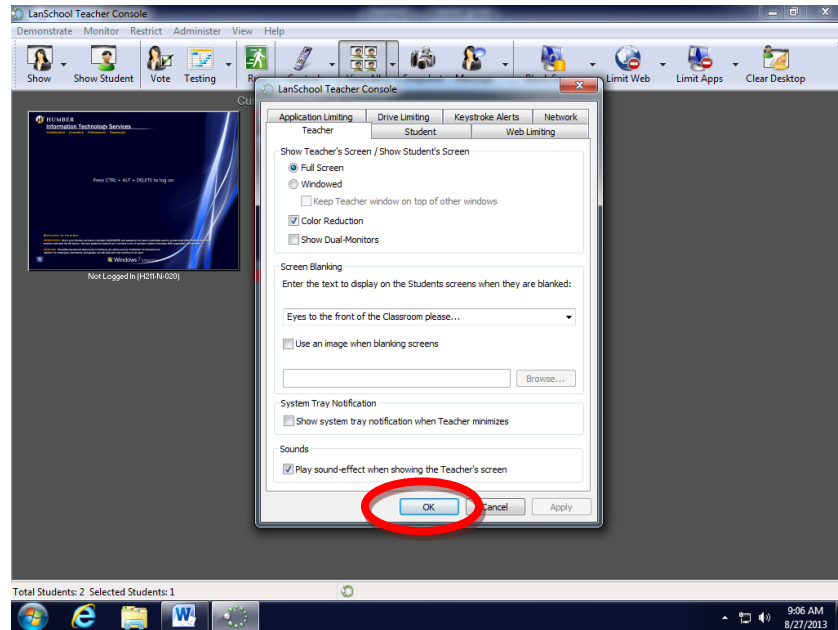 LanSchool Teacher Console
Demonstrate Monitor Restrict Administer View Help
Show Show Student Vote Testing Limit Web Limit Apps Clear Desktop
HUMBER
Information Technology Services
Press CTRL + ALT + DELETE to log on
Windows 7
Not Logged In (H211-N-020)
LanSchool Teacher Console
Application Limiting Drive Limiting Keystroke Alerts Network
Teacher Student Web Limiting
Show Teacher's Screen / Show Student's Screen
Full Screen
Windowed
Keep Teacher window on top of other windows
Color Reduction
Show Dual-Monitors
Screen Blanking
Enter the text to display on the Students screens when they are blanked:
Eyes to the front of the Classroom please...
Use an image when blanking screens
Browse...
System Tray Notification
Show system tray notification when Teacher minimizes
Sounds
Play sound-effect when showing the Teacher's screen
OK Cancel Apply
Total Students: 2 Selected Students: 1
9:06 AM
8/27/2013